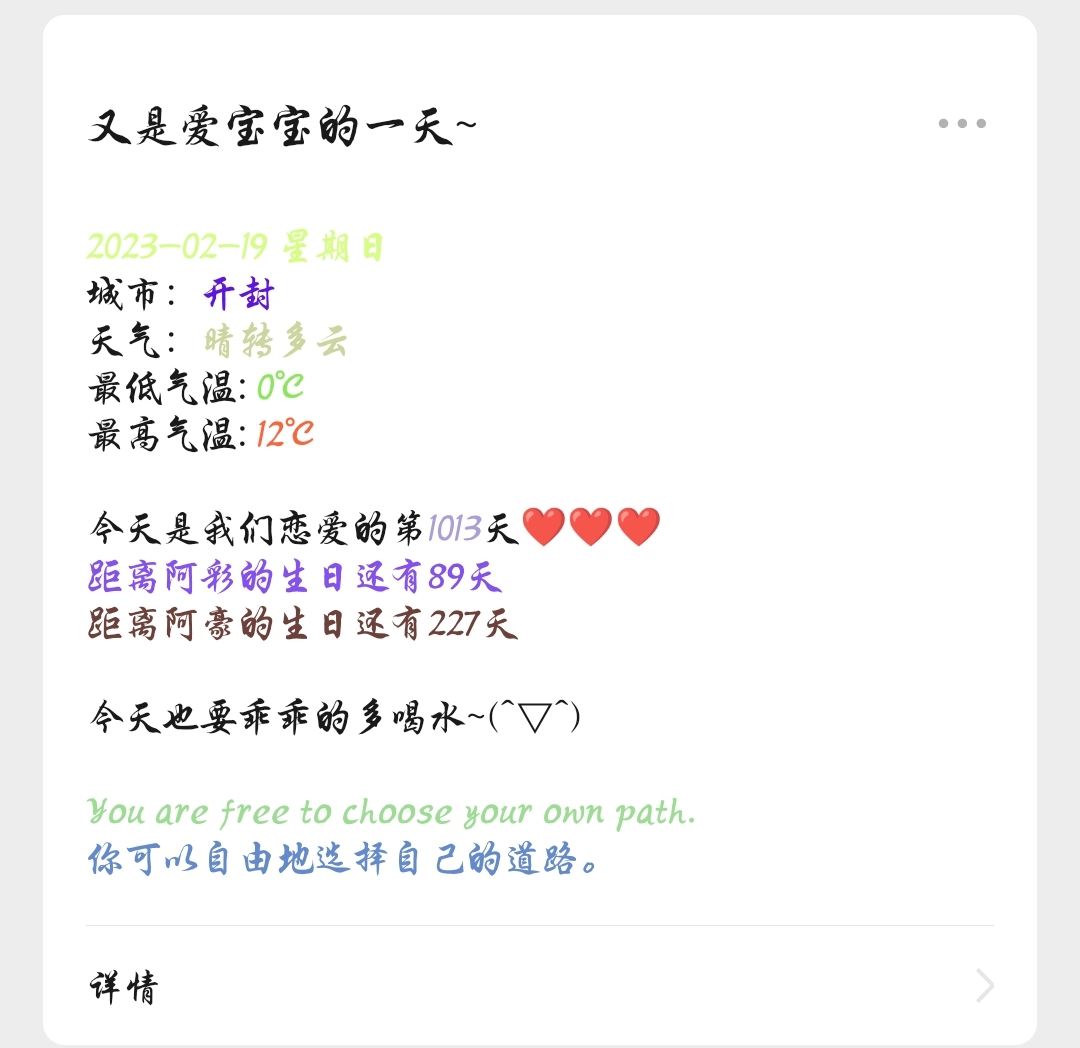 又是爱宝宝的一天~
2023-02-19 星期日
城市：开封
天气：晴转多云
最低气温: 0℃
最高气温: 12℃
今天是我们恋爱的第1013天❤️❤️❤️
距离阿彩的生日还有89天
距离阿豪的生日还有227天
今天也要乖乖的多喝水~(^▽^)
You are free to choose your own path.
你可以自由地选择自己的道路。
详情